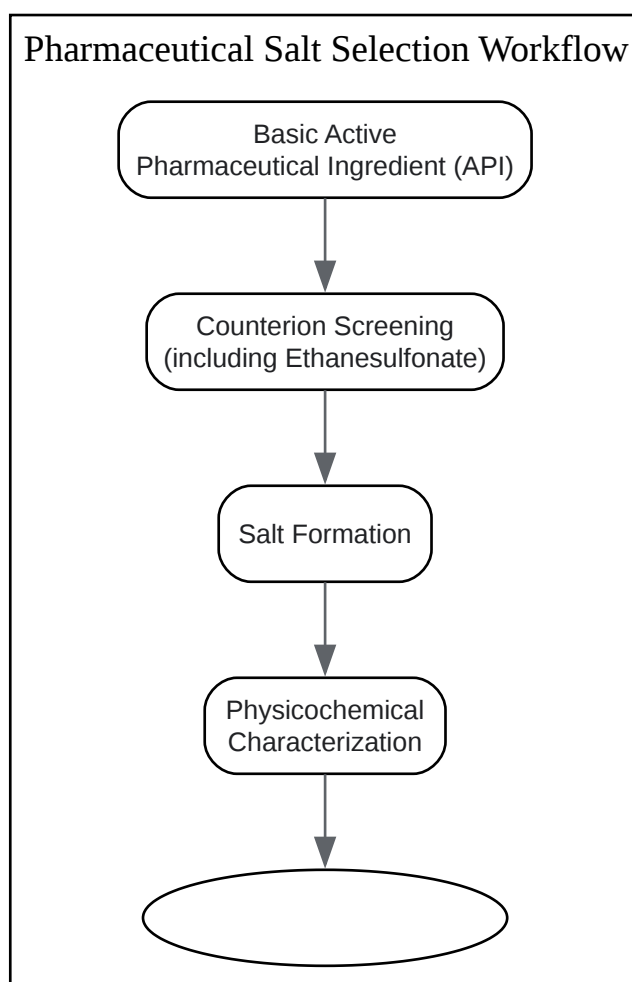 Pharmaceutical Salt Selection Workflow
Basic Active
Pharmaceutical Ingredient (API)
Counterion Screening
(including Ethanesulfonate)
Salt Formation
Physicochemical
Characterization